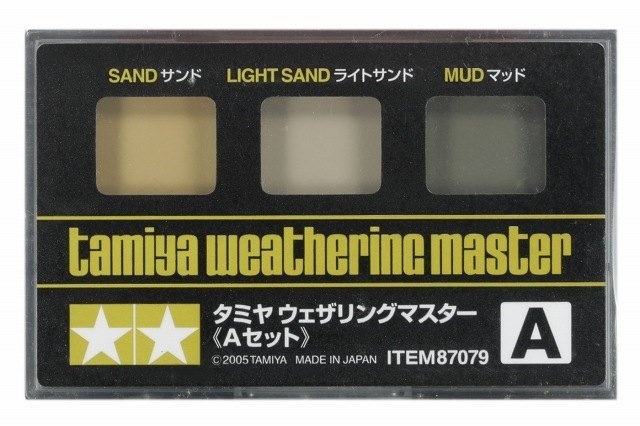 SAND サンド LIGHT SAND ライトサンド MUD マッド
tamiya weathering master
タミヤ ウェザリングマスター
《Aセット》
©2005 TAMIYA MADE IN JAPAN ITEM87079
A